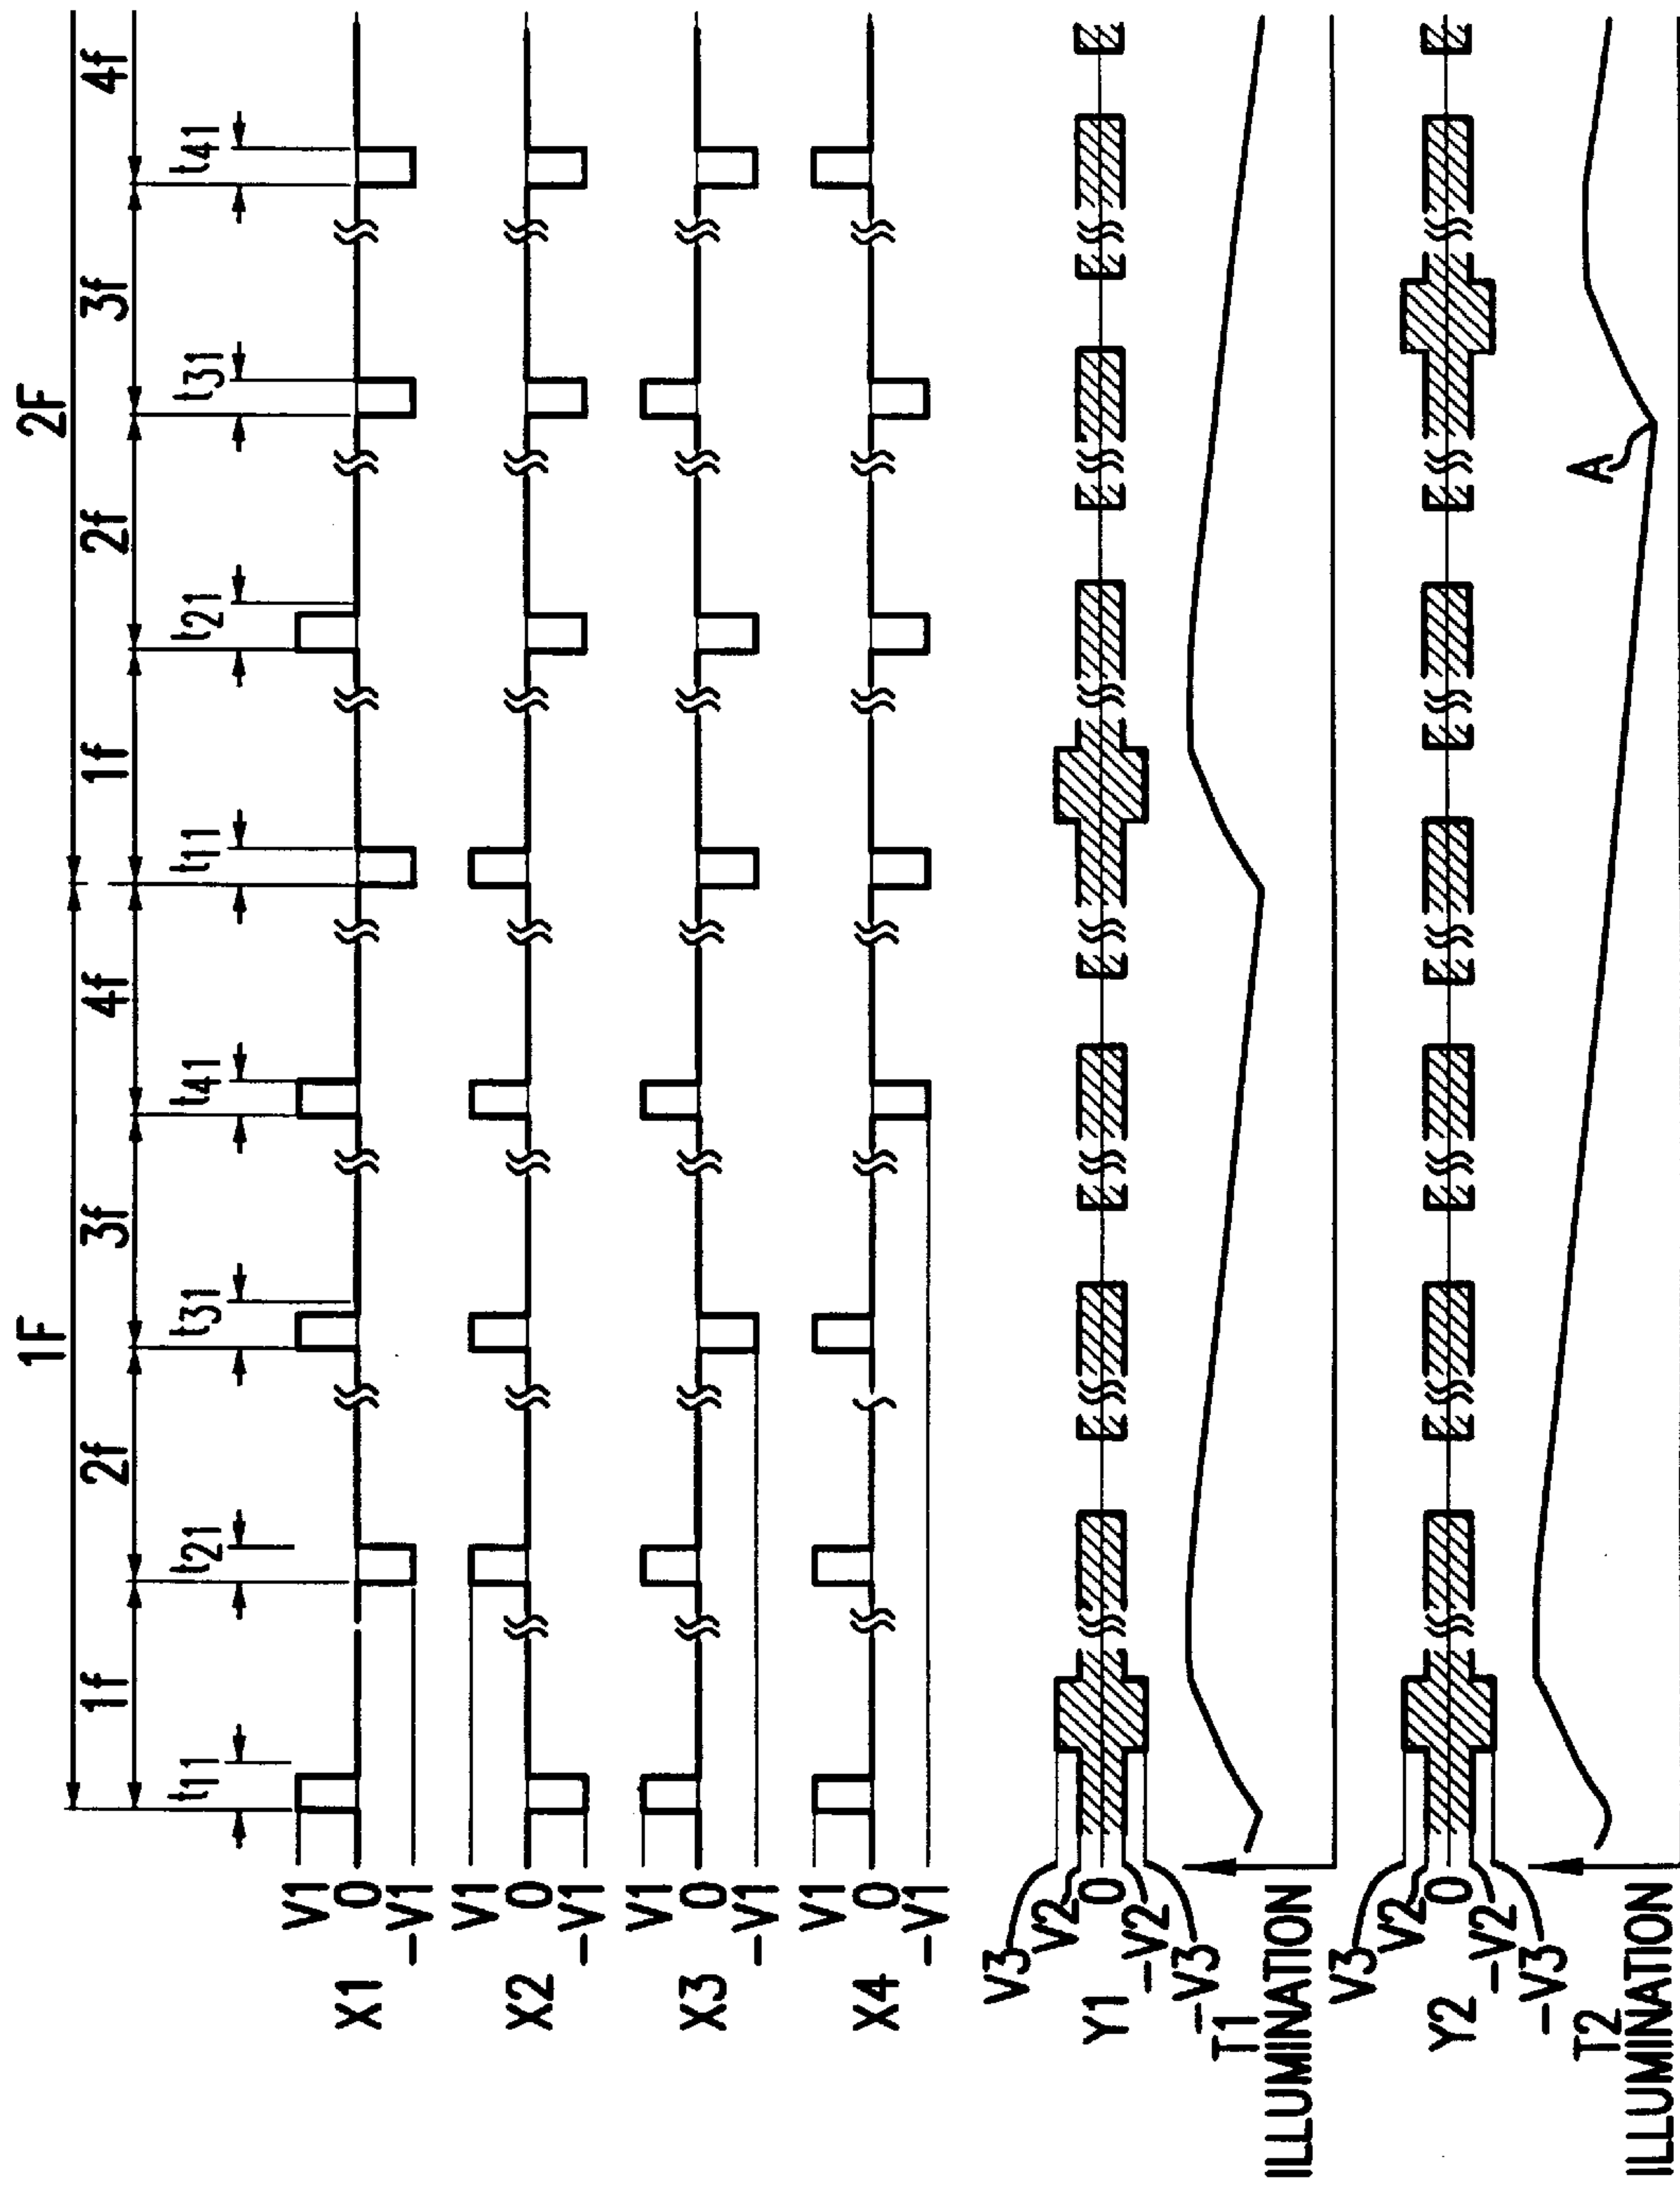 1F 2F
1f 2f 3f 4f 1f 2f 3f 4f
t11 t21 t31 t41 t11 t21 t31 t41
V1
X1 0
-V1
V1
X2 0
-V1
V1
X3 0
-V1
V1
X4 0
-V1
V3
V2
Y1 0
-V2
-V3
T1
ILLUMINATION
V3
V2
Y2 0
-V2
-V3
A
T2
ILLUMINATION